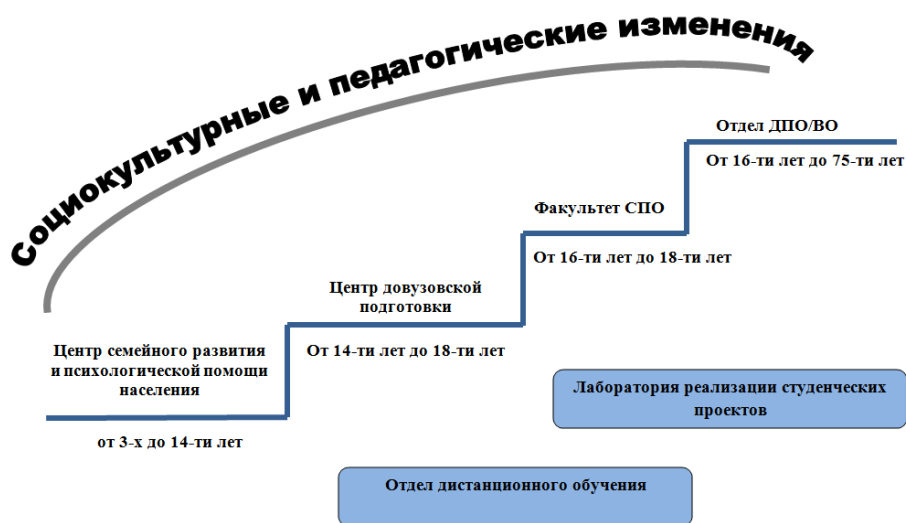 Социокультурные и педагогические изменения
Отдел ДПО/ВО
От 16-ти лет до 75-ти лет
Факультет СПО
От 16-ти лет до 18-ти лет
Центр довузовской
подготовки
От 14-ти лет до 18-ти лет
Центр семейного развития
и психологической помощи
населения
от 3-х до 14-ти лет
Лаборатория реализации студенческих
проектов
Отдел дистанционного обучения